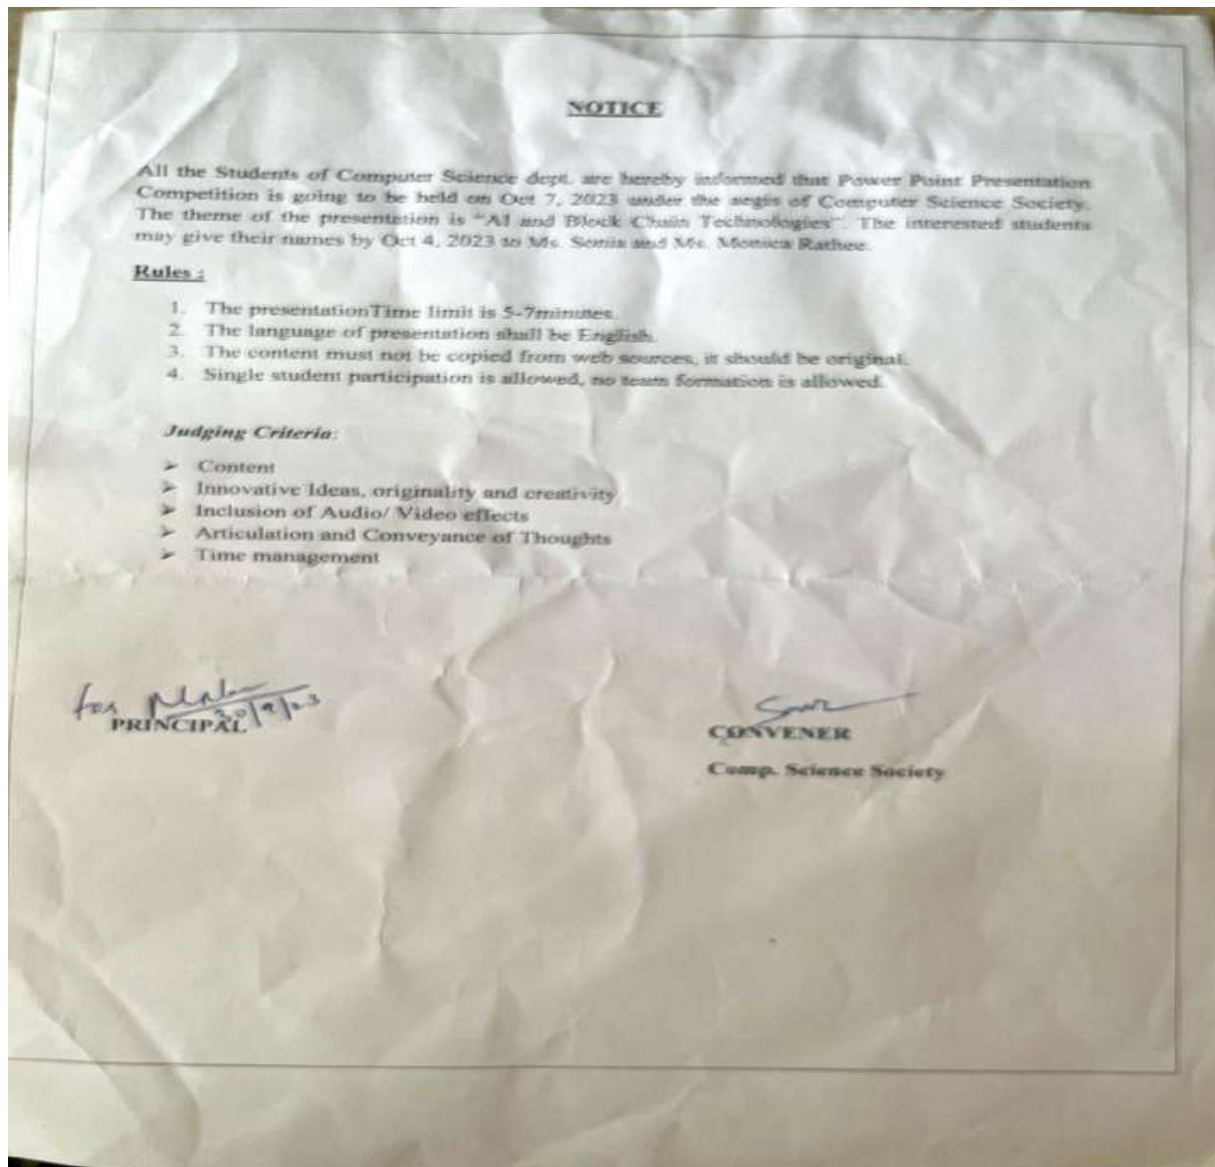 NOTICE
All the Students of Computer Science dept. are hereby informed that Power Point Presentation
Competition is going to be held on Oct 7, 2023 under the aegis of Computer Science Society.
The theme of the presentation is "AI and Block Chain Technologies". The interested students
may give their names by Oct 4, 2023 to Ms. Sonia and Ms. Monica Rathee.
Rules :
1. The presentationTime limit is 5-7minutes.
2. The language of presentation shall be English.
3. The content must not be copied from web sources, it should be original.
4. Single student participation is allowed, no team formation is allowed.
Judging Criteria:
➢ Content
➢ Innovative Ideas, originality and creativity
➢ Inclusion of Audio/ Video effects
➢ Articulation and Conveyance of Thoughts
➢ Time management
for
30/9/23
PRINCIPAL
CONVENER
Comp. Science Society